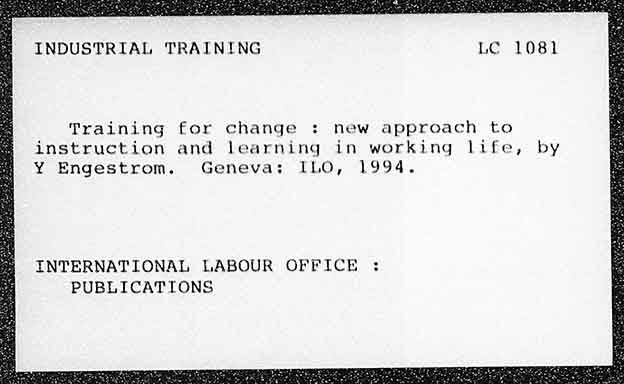 INDUSTRIAL TRAINING LC 1081
Training for change : new approach to
instruction and learning in working life, by
Y Engestrom. Geneva: ILO, 1994.
INTERNATIONAL LABOUR OFFICE :
PUBLICATIONS